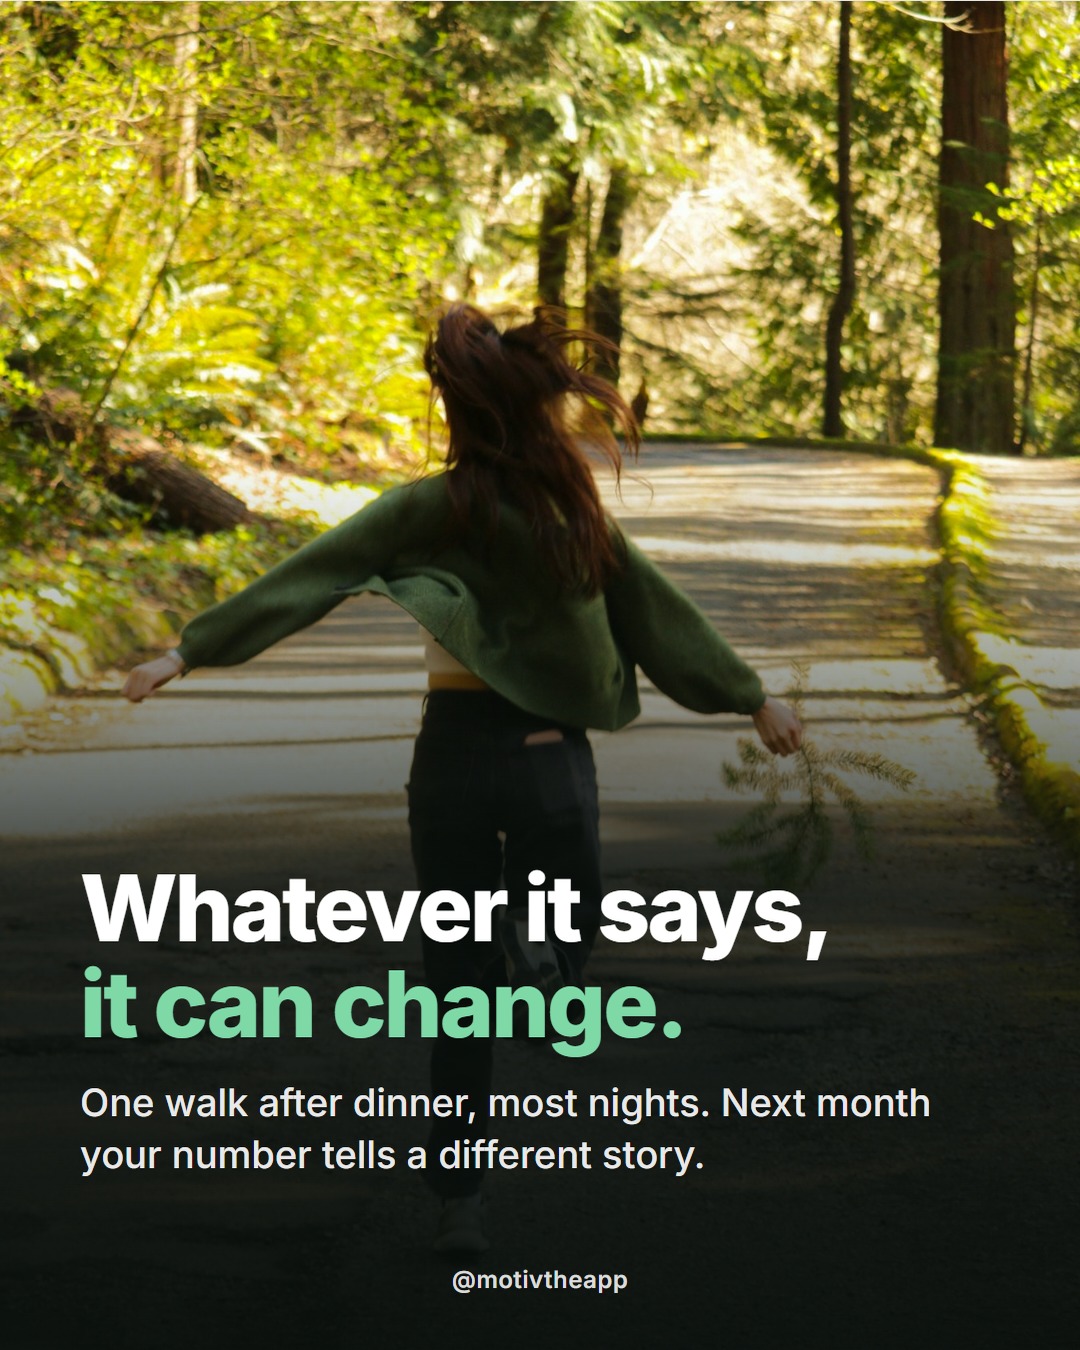 Whatever it says,
it can change.
One walk after dinner, most nights. Next month
your number tells a different story.
@motivtheapp